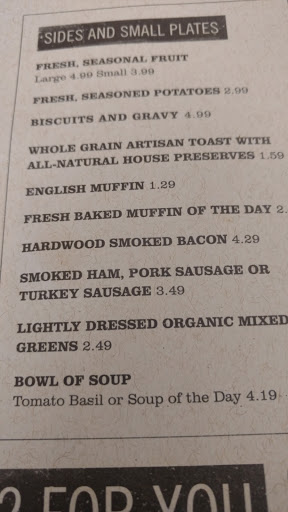 SIDES AND SMALL PLATES
FRESH, SEASONAL FRUIT
Large 4.99 Small 3.99
FRESH, SEASONED POTATOES 2.99
BISCUITS AND GRAVY 4.99
WHOLE GRAIN ARTISAN TOAST WITH
ALL-NATURAL HOUSE PRESERVES 1.59
ENGLISH MUFFIN 1.29
FRESH BAKED MUFFIN OF THE DAY 2.
HARDWOOD SMOKED BACON 4.29
SMOKED HAM, PORK SAUSAGE OR
TURKEY SAUSAGE 3.49
LIGHTLY DRESSED ORGANIC MIXED
GREENS 2.49
BOWL OF SOUP
Tomato Basil or Soup of the Day 4.19
2 FOR YOU